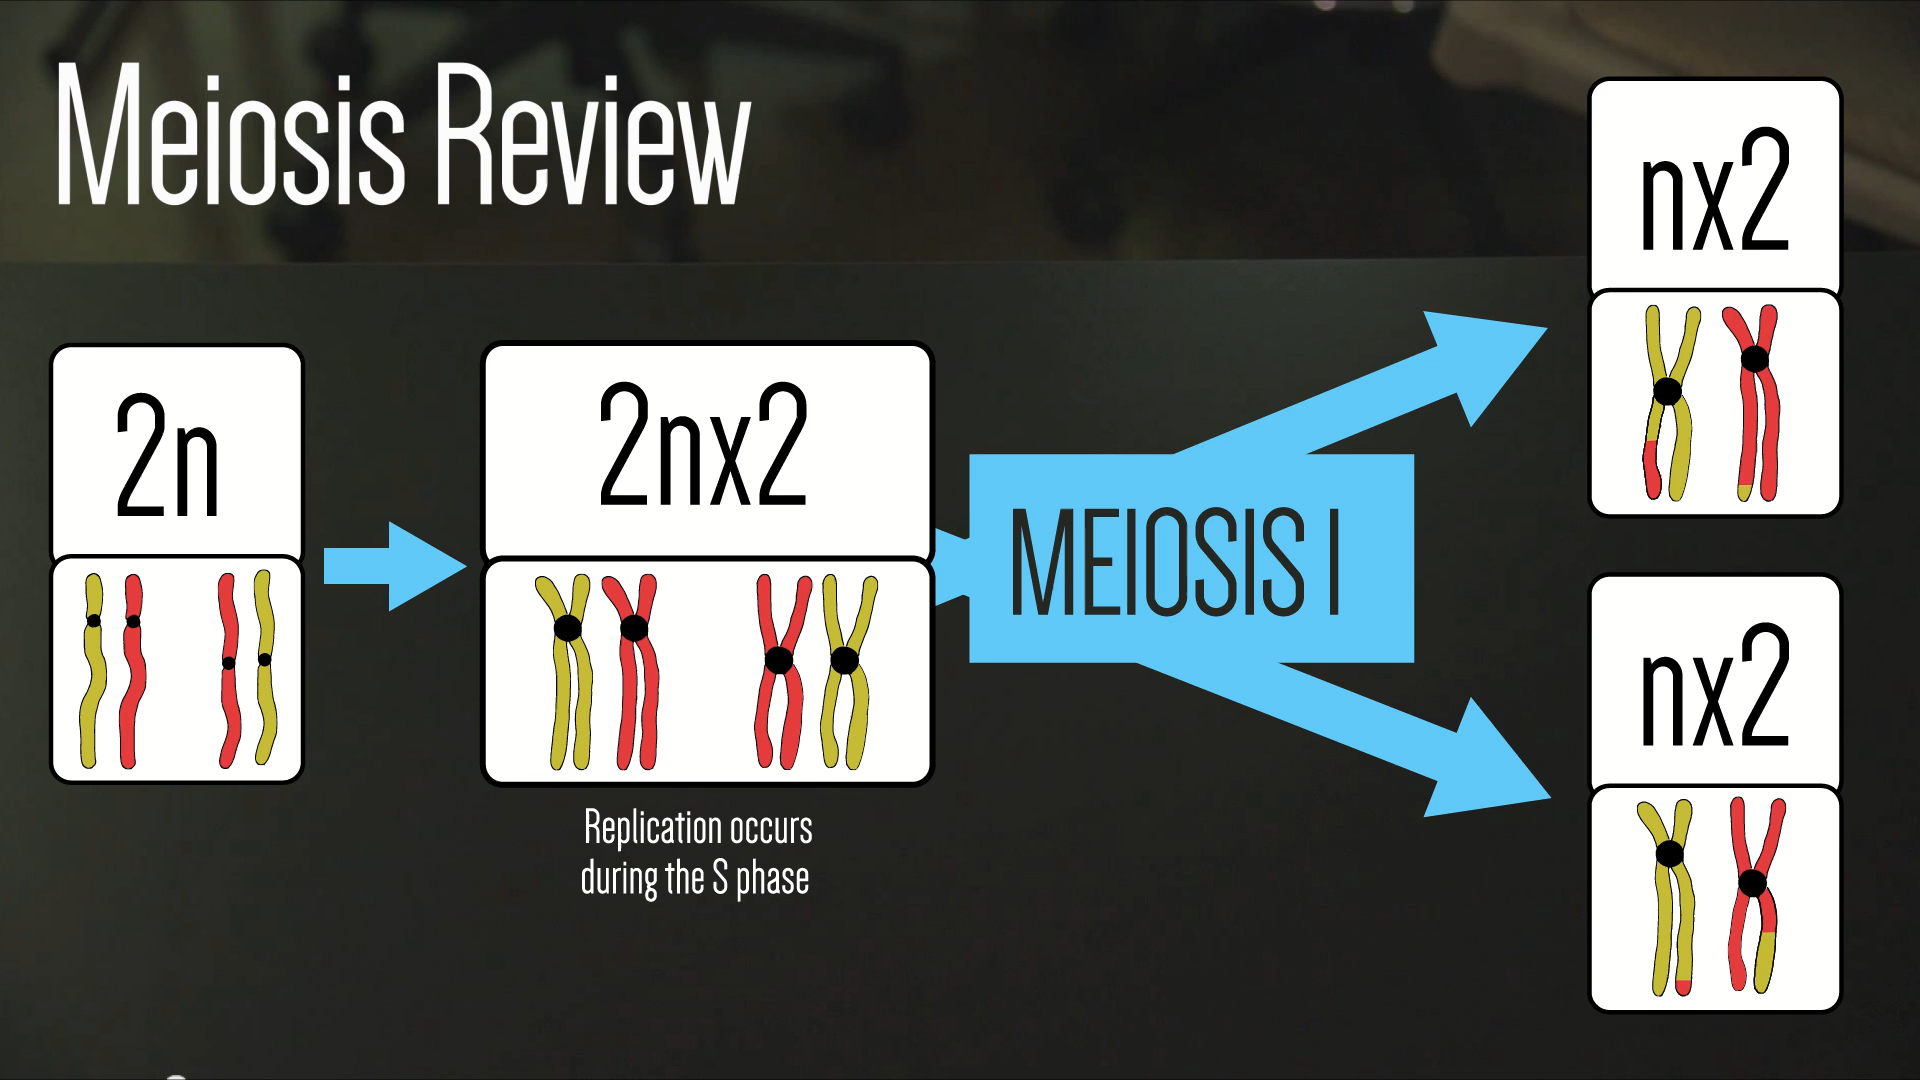 Meiosis Review
2n
2nx2
Replication occurs
during the S phase
MEIOSIS I
nx2
nx2